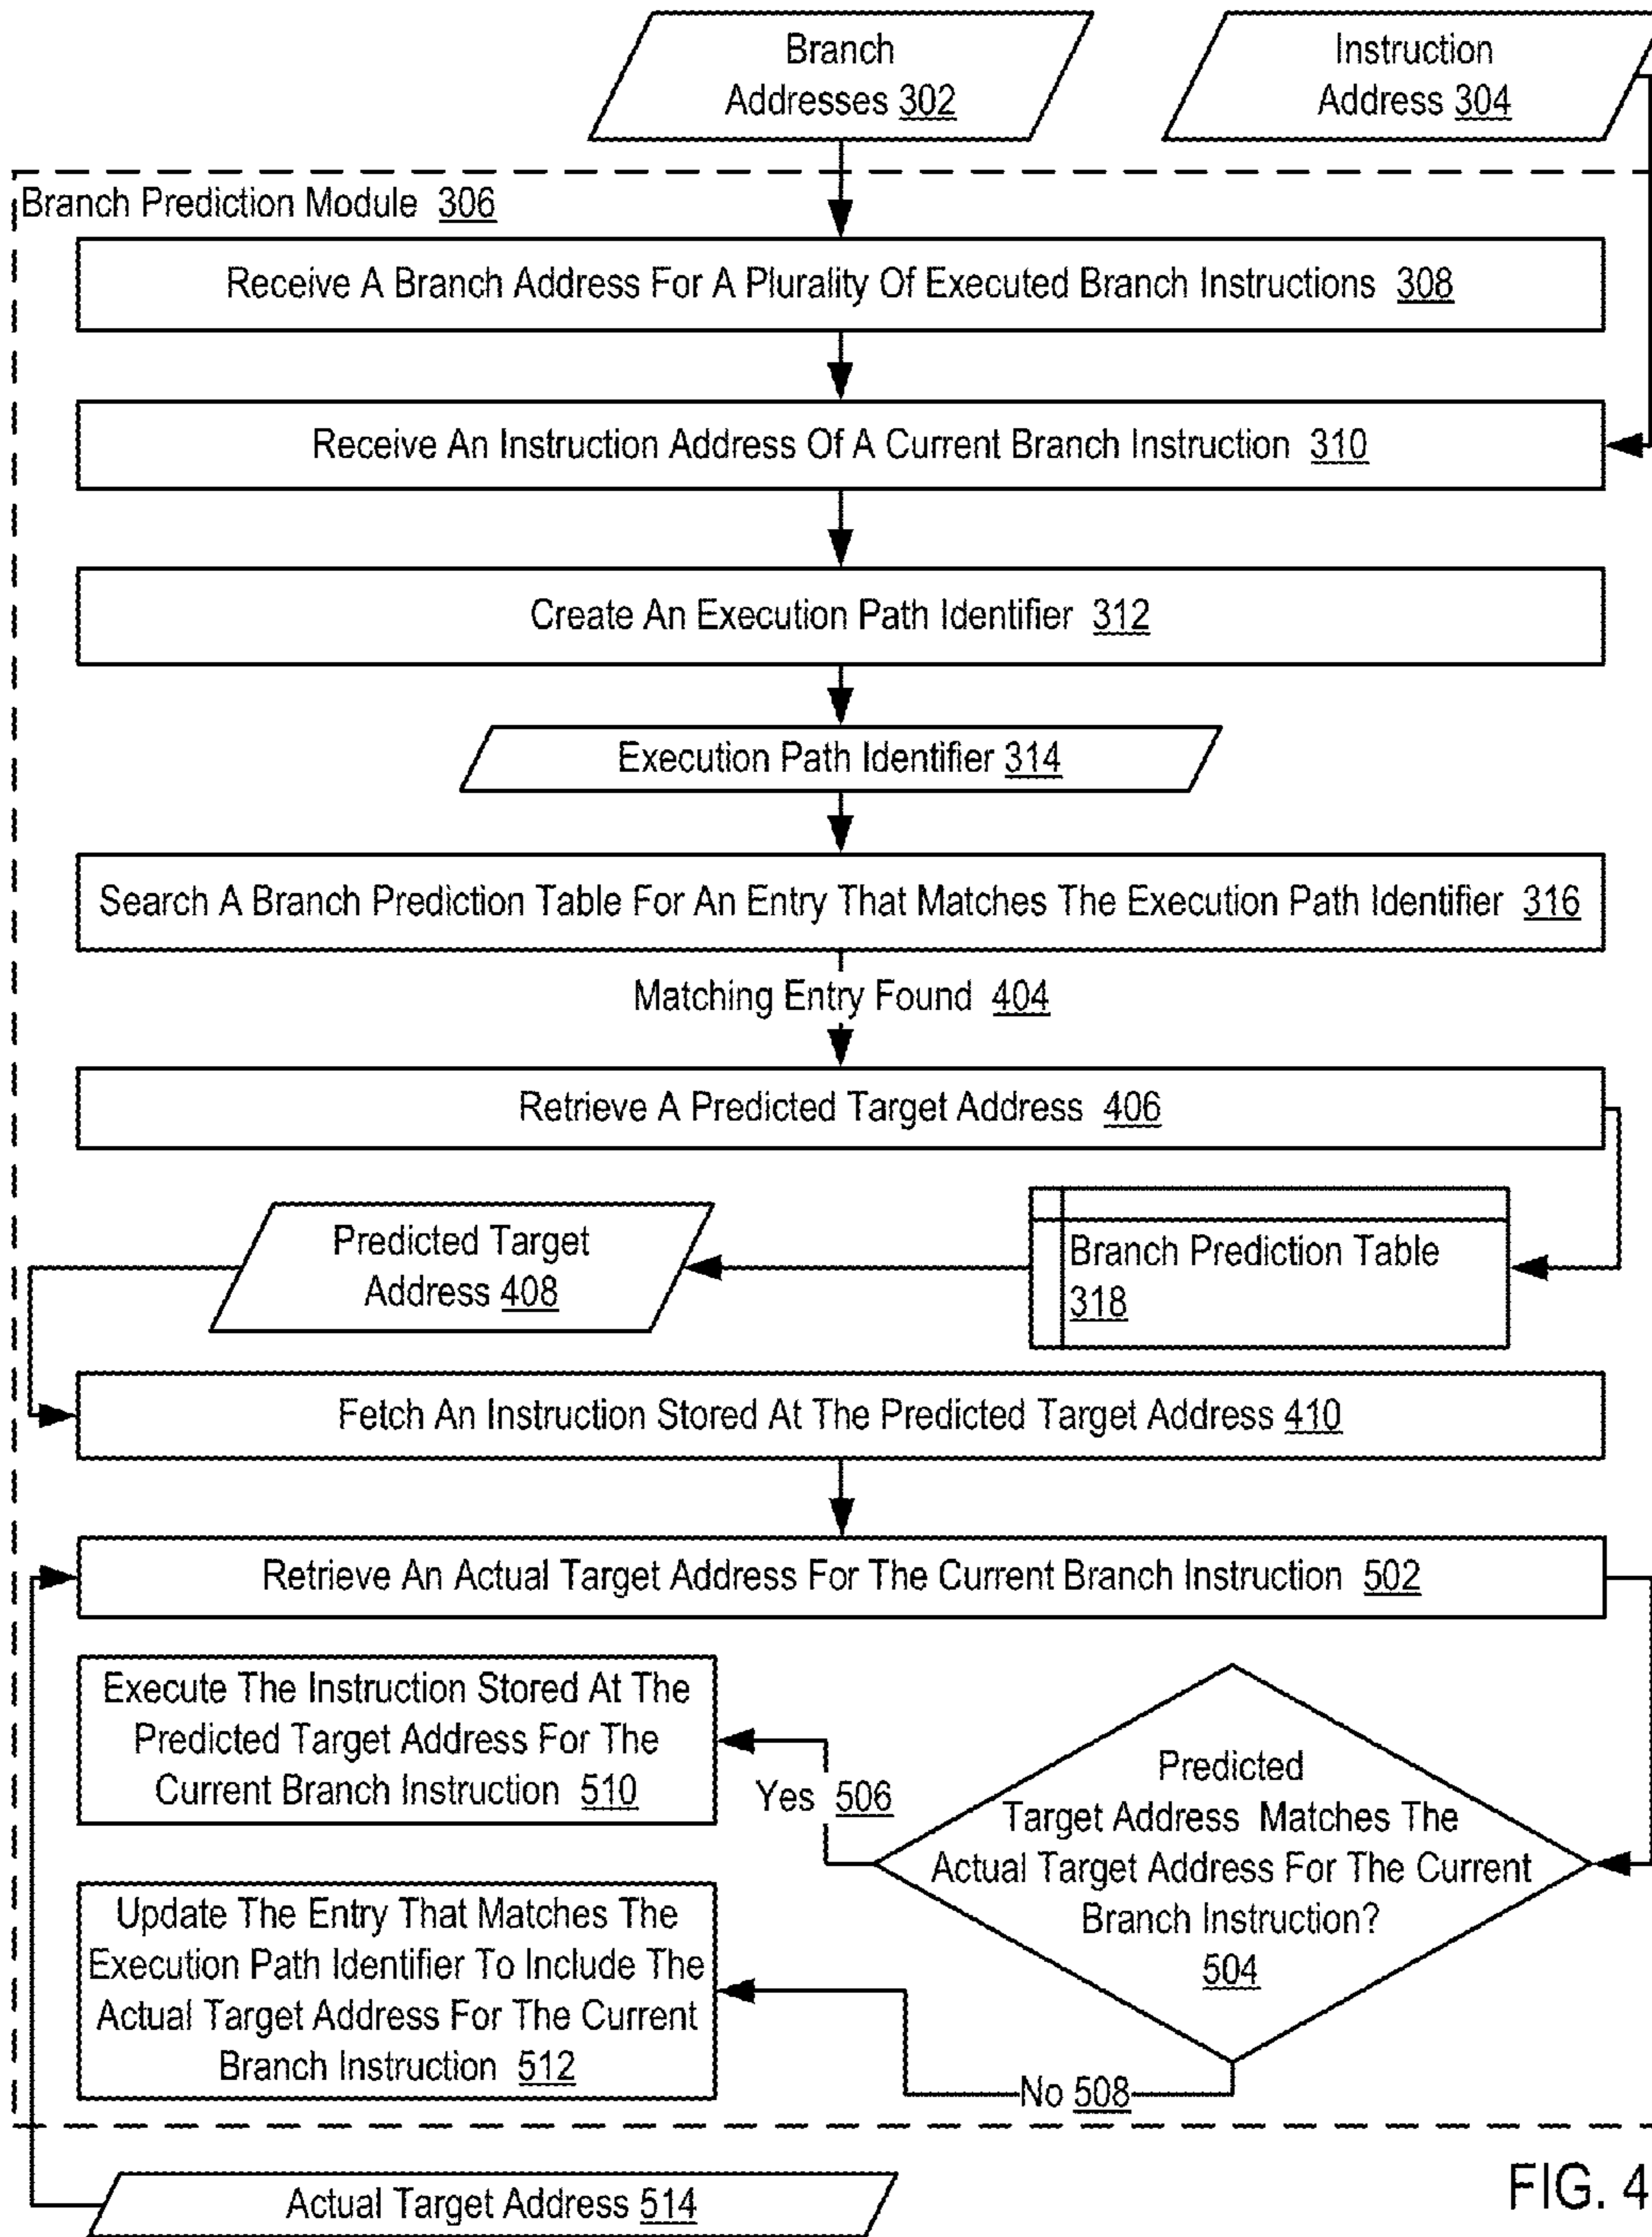 Branch
Addresses 302
Instruction
Address 304
Branch Prediction Module 306
Receive A Branch Address For A Plurality Of Executed Branch Instructions 308
Receive An Instruction Address Of A Current Branch Instruction 310
Create An Execution Path Identifier 312
Execution Path Identifier 314
Search A Branch Prediction Table For An Entry That Matches The Execution Path Identifier 316
Matching Entry Found 404
Retrieve A Predicted Target Address 406
Predicted Target
Address 408
Branch Prediction Table
318
Fetch An Instruction Stored At The Predicted Target Address 410
Retrieve An Actual Target Address For The Current Branch Instruction 502
Execute The Instruction Stored At The
Predicted Target Address For The
Current Branch Instruction 510
Yes 506
Predicted
Target Address Matches The
Actual Target Address For The Current
Branch Instruction?
504
Update The Entry That Matches The
Execution Path Identifier To Include The
Actual Target Address For The Current
Branch Instruction 512
No 508
Actual Target Address 514
FIG. 4